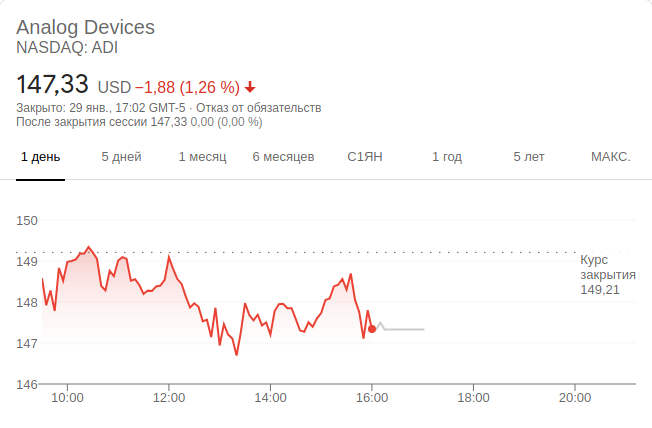 Analog Devices
NASDAQ: ADI
147,33 USD −1,88 (1,26 %)
Закрыто: 29 янв., 17:02 GMT-5 · Отказ от обязательств
После закрытия сессии 147,33 0,00 (0,00 %)
1 день 5 дней 1 месяц 6 месяцев С1ЯН 1 год 5 лет МАКС.
150
149
148
147
146
Курс
закрытия
149,21
10:00 12:00 14:00 16:00 18:00 20:00